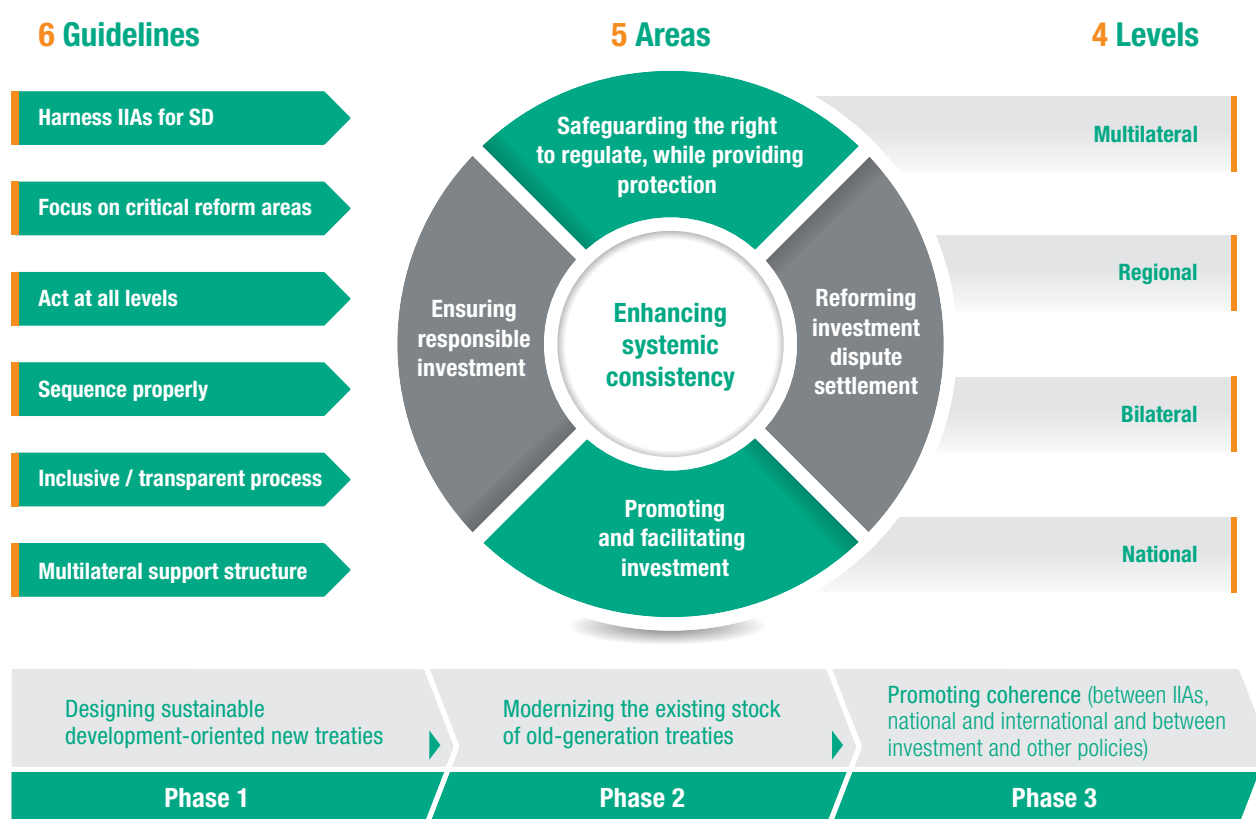 6 Guidelines
Harness IIAs for SD
Focus on critical reform areas
Act at all levels
Sequence properly
Inclusive / transparent process
Multilateral support structure
5 Areas
Safeguarding the right
to regulate, while providing
protection
Ensuring
responsible
investment
Enhancing
systemic
consistency
Reforming
investment
dispute
settlement
Promoting
and facilitating
investment
4 Levels
Multilateral
Regional
Bilateral
National
Designing sustainable
development-oriented new treaties
Phase 1
Modernizing the existing stock
of old-generation treaties
Phase 2
Promoting coherence (between IIAs,
national and international and between
investment and other policies)
Phase 3